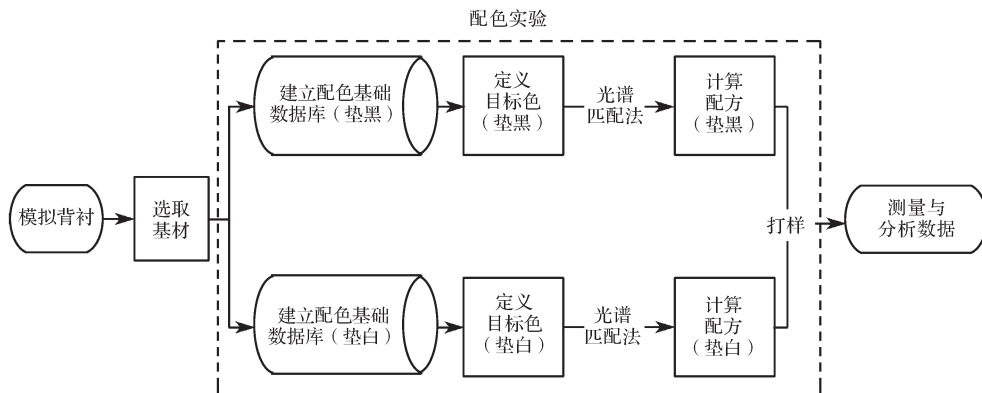 配色实验
建立配色基础
数据库（垫黑）
定义
目标色
（垫黑）
光谱
匹配法
计算
配方
（垫黑）
模拟背衬
选取
基材
打样
测量与
分析数据
建立配色基础
数据库（垫白）
定义
目标色
（垫白）
光谱
匹配法
计算
配方
（垫白）